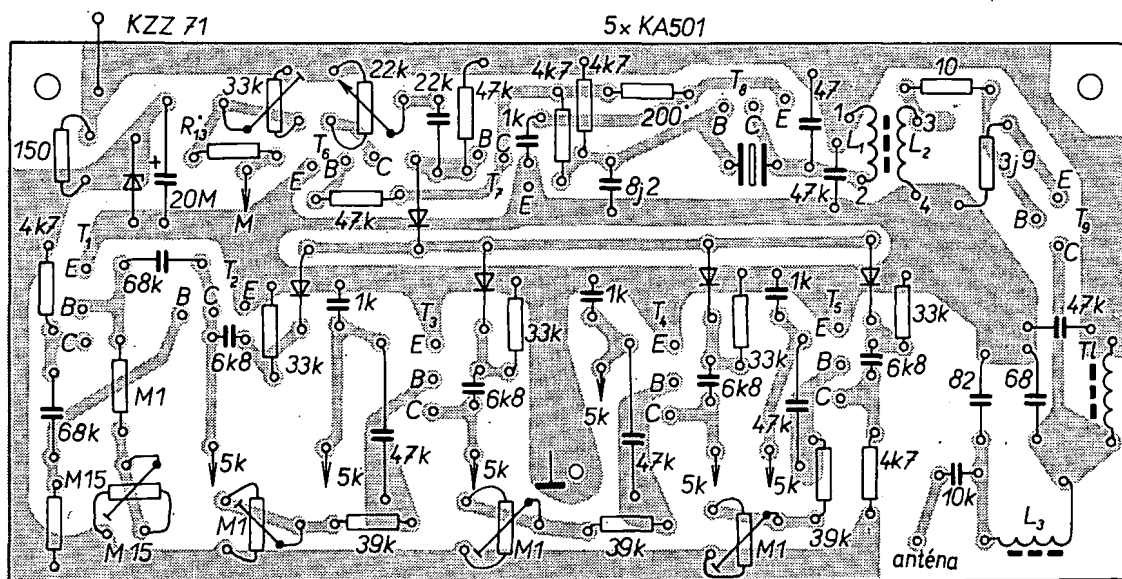 KZZ 71 5x KA501
33k 22k 22k 47k 4k7 4k7 10
1k 200 T8 47
150 R13 T6 B C E 1 L1 L2 3
20M E B C B C T7 B C E 3j9
M 47k E 8j2 47k 2 4 E
4k7 T1 B T9
E 68k T2 C
B B C E 1k 1k 1k
C 6k8 33k T3 33k T4 33k T5 33k 47k
E E E Tl
M1 B 6k8 B 6k8 B 6k8 82 68
C 5k C C
68k 47k 47k 47k 4k7
M15 5k 5k 5k 5k 5k 10k
M15 M1 39k M1 39k M1 39k L3
anténa